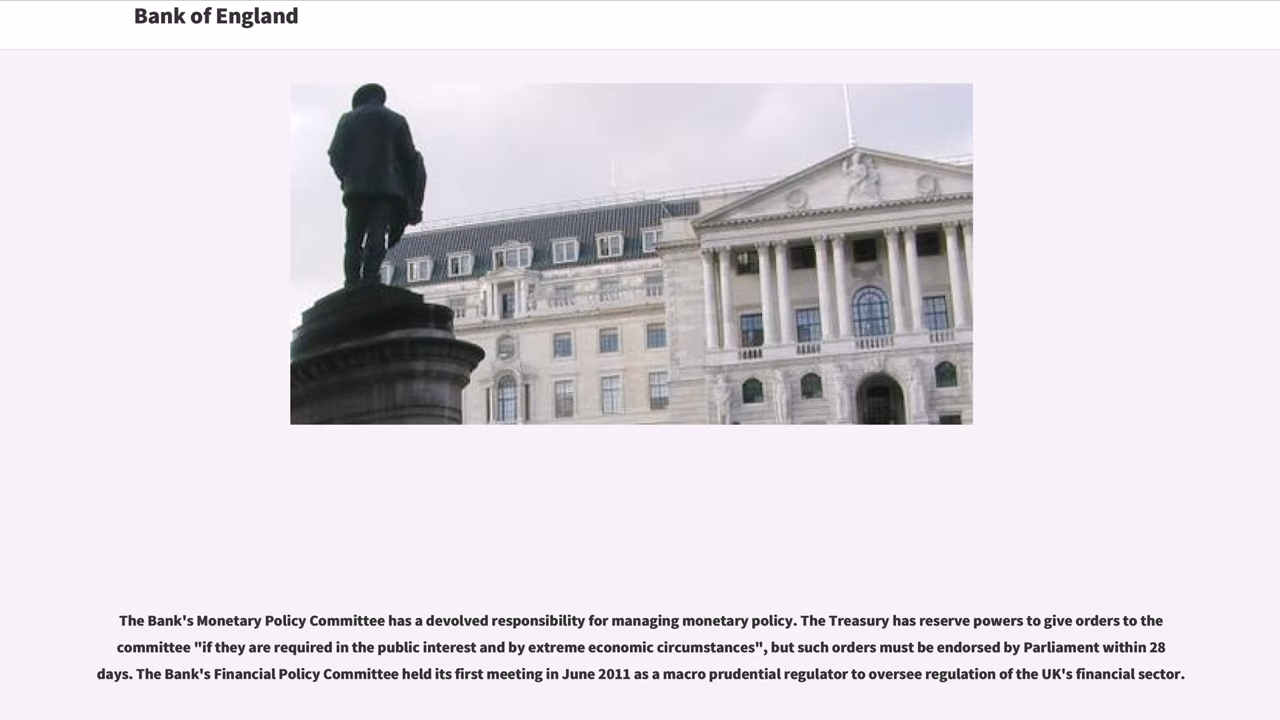 Bank of England
The Bank's Monetary Policy Committee has a devolved responsibility for managing monetary policy. The Treasury has reserve powers to give orders to the
committee "if they are required in the public interest and by extreme economic circumstances", but such orders must be endorsed by Parliament within 28
days. The Bank's Financial Policy Committee held its first meeting in June 2011 as a macro prudential regulator to oversee regulation of the UK's financial sector.